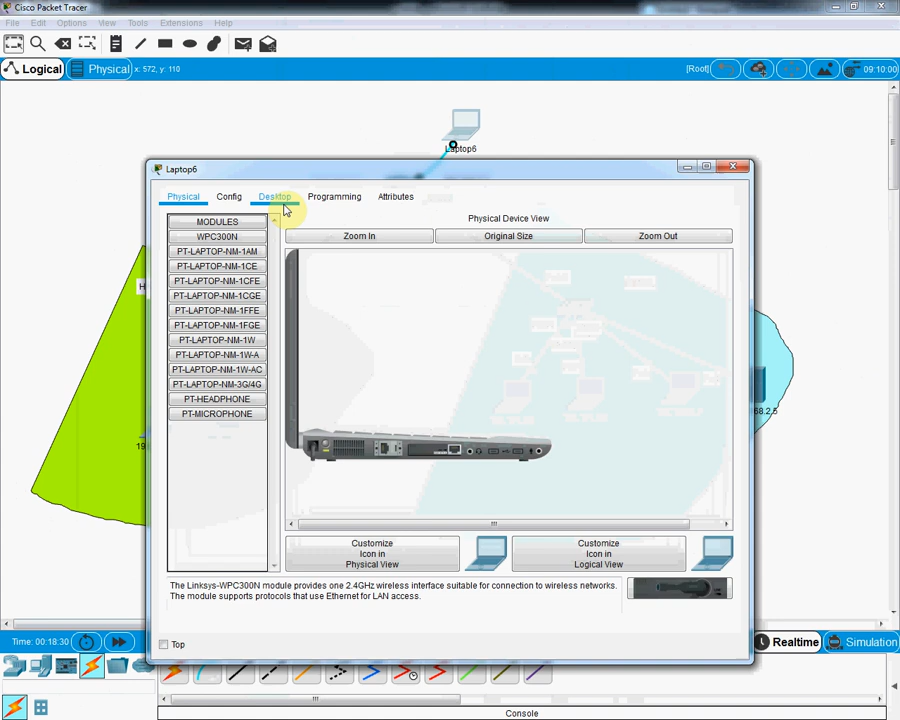 Cisco Packet Tracer
File Edit Options View Tools Extensions Help
Logical Physical x: 572, y: 110 [Root] 09:10:00
Laptop6
Laptop6
Physical Config Desktop Programming Attributes
MODULES
WPC300N
PT-LAPTOP-NM-1AM
PT-LAPTOP-NM-1CE
PT-LAPTOP-NM-1CFE
PT-LAPTOP-NM-1CGE
PT-LAPTOP-NM-1FFE
PT-LAPTOP-NM-1FGE
PT-LAPTOP-NM-1W
PT-LAPTOP-NM-1W-A
PT-LAPTOP-NM-1W-AC
PT-LAPTOP-NM-3G/4G
PT-HEADPHONE
PT-MICROPHONE
Physical Device View
Zoom In Original Size Zoom Out
H
19
68.2.5
Customize
Icon in
Physical View
Customize
Icon in
Logical View
The Linksys-WPC300N module provides one 2.4GHz wireless interface suitable for connection to wireless networks.
The module supports protocols that use Ethernet for LAN access.
Top
Time: 00:18:30 Realtime Simulation
Console